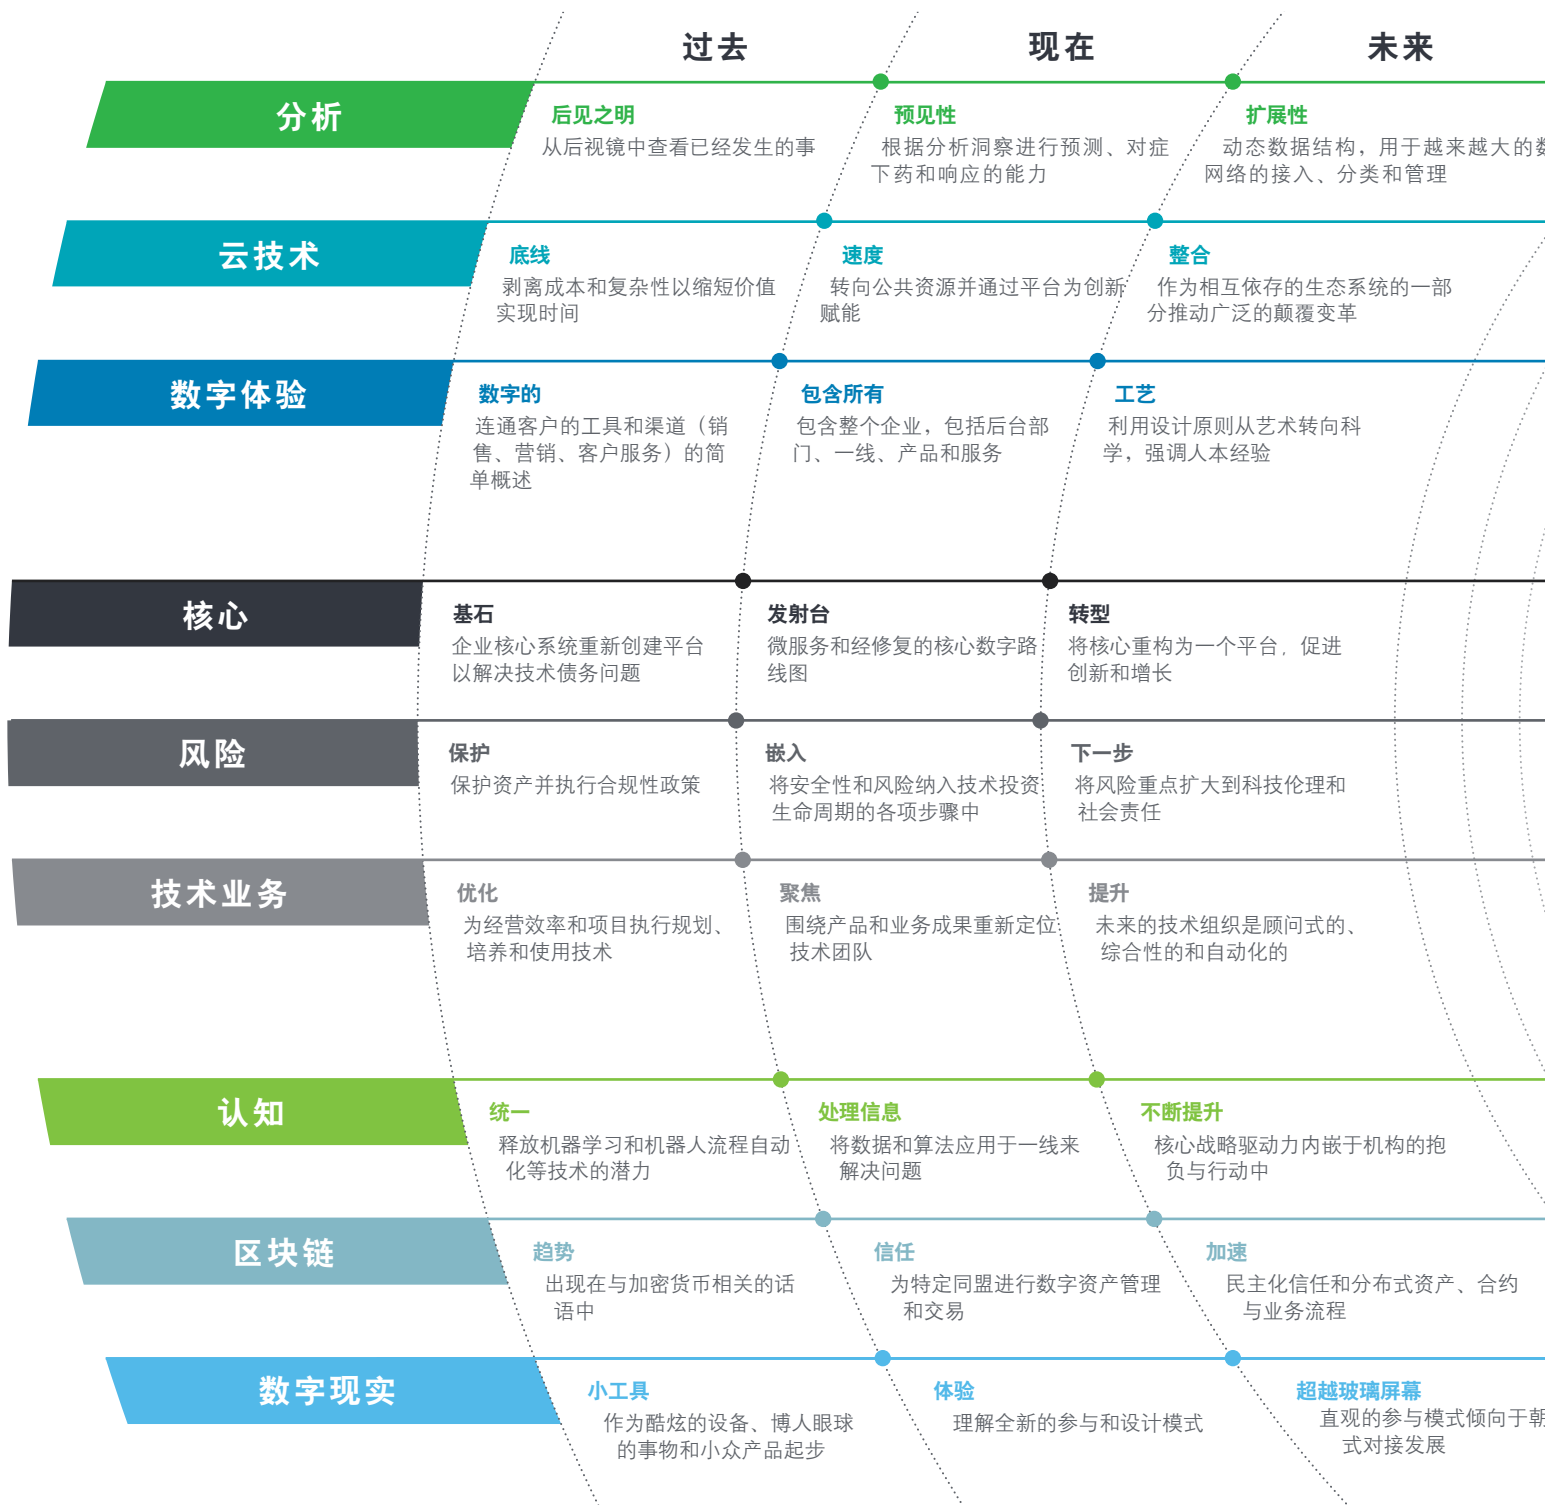 过去 现在 未来
分析
后见之明 预见性 扩展性
从后视镜中查看已经发生的事 根据分析洞察进行预测、对症 动态数据结构，用于越来越大的
下药和响应的能力 网络的接入、分类和管理
云技术
底线 速度 整合
剥离成本和复杂性以缩短价值 转向公共资源并通过平台为创新 作为相互依存的生态系统的一部
实现时间 赋能 分推动广泛的颠覆变革
数字体验
数字的 包含所有 工艺
连通客户的工具和渠道（销 包含整个企业，包括后台部 利用设计原则从艺术转向科
售、营销、客户服务）的简 门、一线、产品和服务 学，强调人本经验
单概述
核心
基石 发射台 转型
企业核心系统重新创建平台 微服务和经修复的核心数字路 将核心重构为一个平台，促进
以解决技术债务问题 线图 创新和增长
风险
保护 嵌入 下一步
保护资产并执行合规性政策 将安全性和风险纳入技术投资 将风险重点扩大到科技伦理和
生命周期的各项步骤中 社会责任
技术业务
优化 聚焦 提升
为经营效率和项目执行规划、 围绕产品和业务成果重新定位 未来的技术组织是顾问式的、
培养和使用技术 技术团队 综合性的和自动化的
认知
统一 处理信息 不断提升
释放机器学习和机器人流程自动 将数据和算法应用于一线来 核心战略驱动力内嵌于机构的抱
化等技术的潜力 解决问题 负与行动中
区块链
趋势 信任 加速
出现在与加密货币相关的话 为特定同盟进行数字资产管理 民主化信任和分布式资产、合约
语中 和交易 与业务流程
数字现实
小工具 体验 超越玻璃屏幕
作为酷炫的设备、博人眼球 理解全新的参与和设计模式 直观的参与模式倾向于朝
的事物和小众产品起步 式对接发展